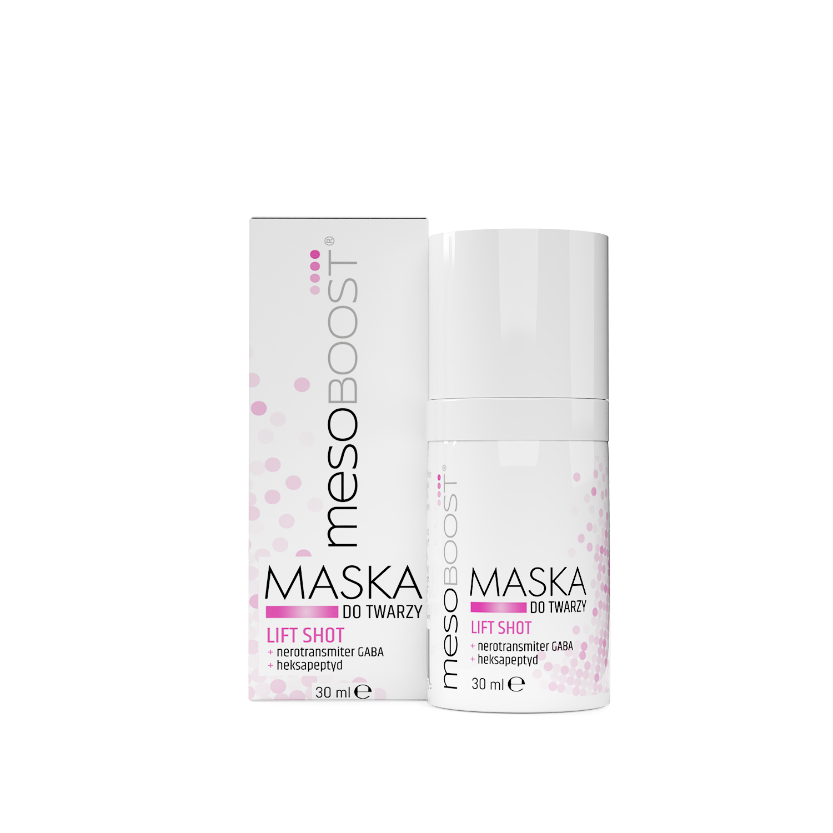 mesoBOOST®
MASKA
DO TWARZY
LIFT SHOT
+ nerotransmiter GABA
+ heksapeptyd
30 ml ℮
mesoBOOST®
MASKA
DO TWARZY
LIFT SHOT
+ nerotransmiter GABA
+ heksapeptyd
30 ml ℮